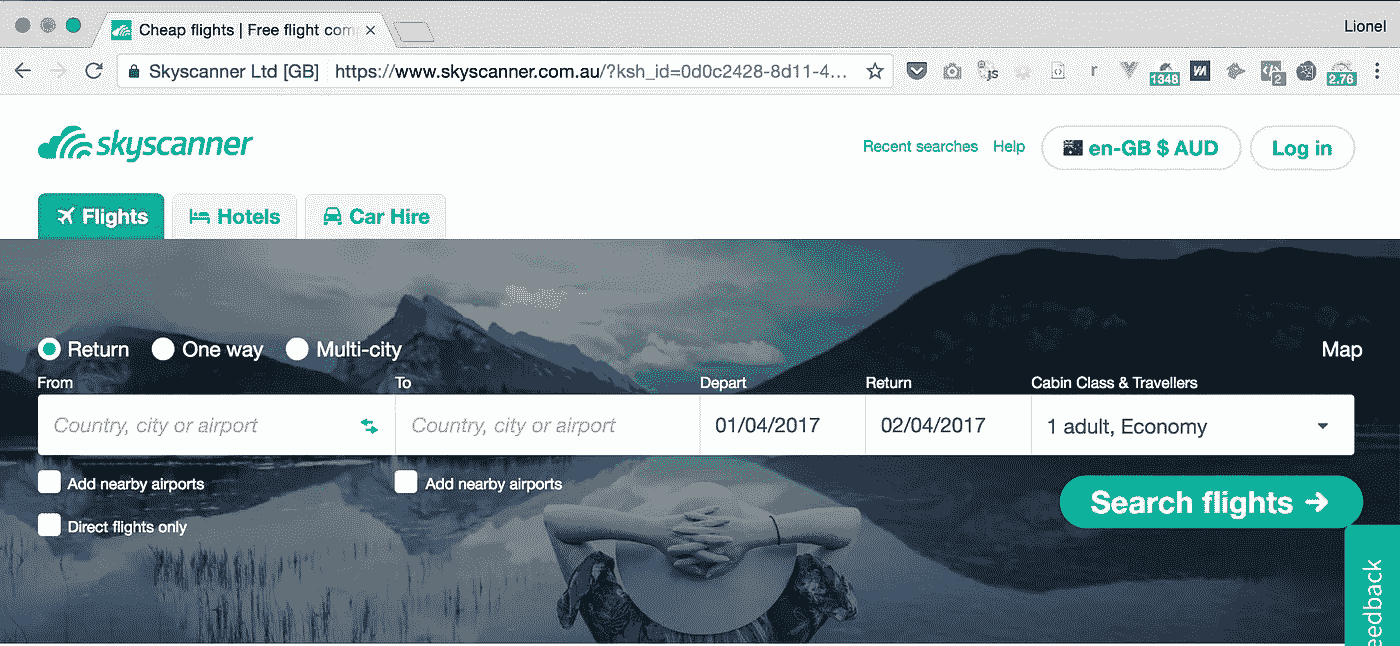 Cheap flights | Free flight com
Lionel
Skyscanner Ltd [GB] https://www.skyscanner.com.au/?ksh_id=0d0c2428-8d11-4...
js
r
1348
2
2.76
skyscanner
Recent searches Help en-GB $ AUD Log in
Flights Hotels Car Hire
Return One way Multi-city Map
From To Depart Return Cabin Class & Travellers
Country, city or airport Country, city or airport 01/04/2017 02/04/2017 1 adult, Economy
Add nearby airports Add nearby airports
Search flights
Direct flights only
eedback